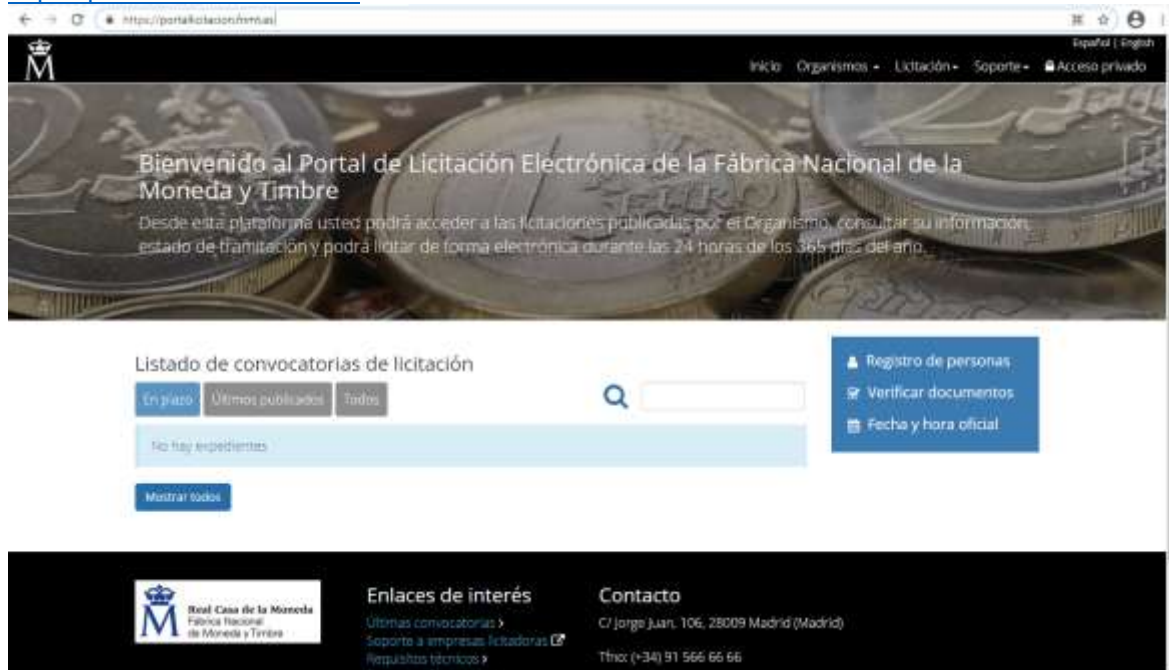 Español | English
Inicio Organismos Licitación Soporte Acceso privado
Bienvenido al Portal de Licitación Electrónica de la Fábrica Nacional de la
Moneda y Timbre
Desde esta plataforma usted podrá acceder a las licitaciones publicadas por el Organismo, consultar su información,
estado de tramitación y podrá licitar de forma electrónica durante las 24 horas de los 365 días del año.
Listado de convocatorias de licitación
En plazo Últimos publicados Todos
No hay expedientes
Mostrar todos
Registro de personas
Verificar documentos
Fecha y hora oficial
Real Casa de la Moneda
Fábrica Nacional
de Moneda y Timbre
Enlaces de interés
Últimas convocatorias
Soporte a empresas licitadoras
Requisitos técnicos
Contacto
C/ Jorge Juan, 106, 28009 Madrid (Madrid)
Tfno: (+34) 91 566 66 66